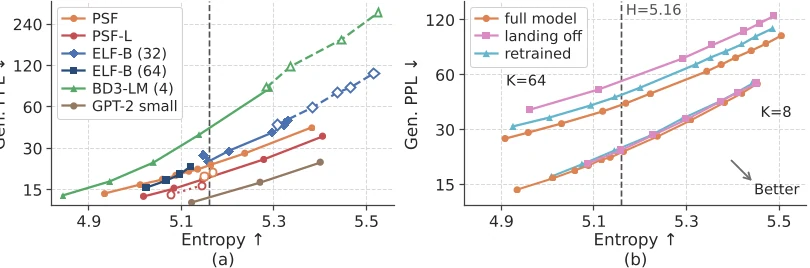 Gen. PPL ↓
240
120
60
30
15
PSF
PSF-L
ELF-B (32)
ELF-B (64)
BD3-LM (4)
GPT-2 small
4.9
5.1
5.3
5.5
Entropy ↑
(a)
Gen. PPL ↓
120
60
30
15
full model
landing off
retrained
H=5.16
K=64
K=8
Better
4.9
5.1
5.3
5.5
Entropy ↑
(b)